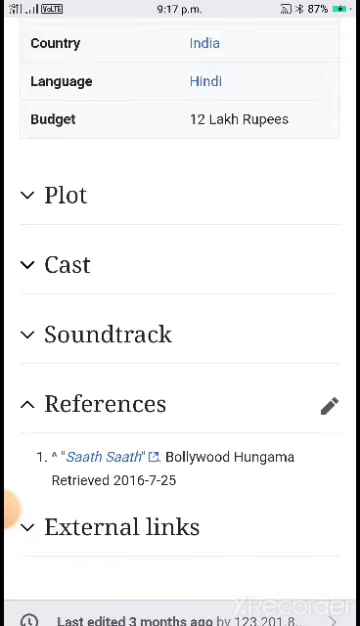 VoLTE 9:17 p.m. 87%
Country India
Language Hindi
Budget 12 Lakh Rupees
Plot
Cast
Soundtrack
References
1. ^ "Saath Saath" . Bollywood Hungama
Retrieved 2016-7-25
External links
XRecorder
Last edited 3 months ago by 123.201.8...